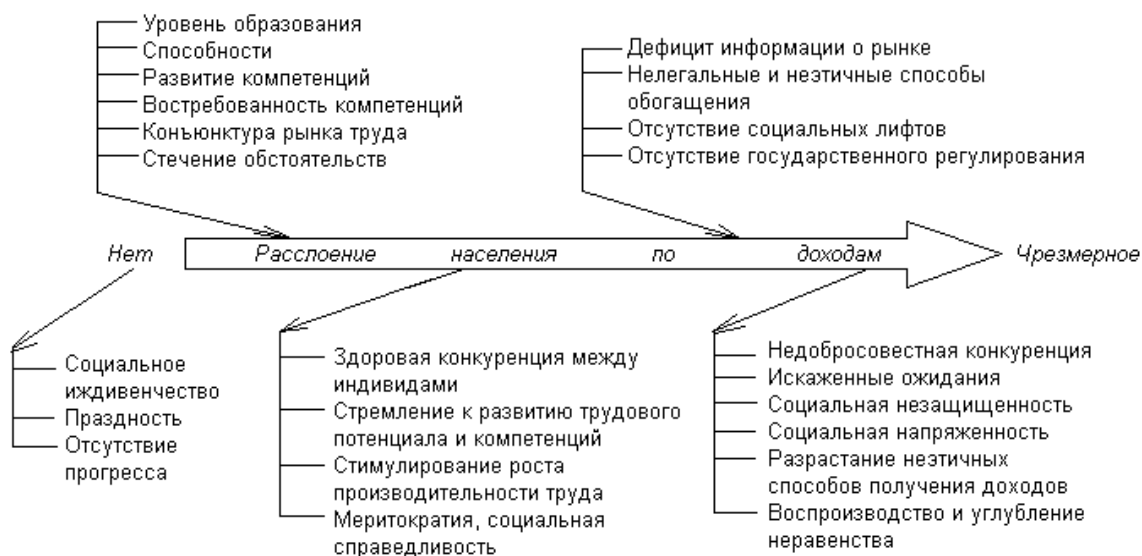 Уровень образования
Способности
Развитие компетенций
Востребованность компетенций
Конъюнктура рынка труда
Стечение обстоятельств
Дефицит информации о рынке
Нелегальные и неэтичные способы
обогащения
Отсутствие социальных лифтов
Отсутствие государственного регулирования
Нет
Расслоение населения по доходам
Чрезмерное
Социальное
иждивенчество
Праздность
Отсутствие
прогресса
Здоровая конкуренция между
индивидами
Стремление к развитию трудового
потенциала и компетенций
Стимулирование роста
производительности труда
Меритократия, социальная
справедливость
Недобросовестная конкуренция
Искаженные ожидания
Социальная незащищенность
Социальная напряженность
Разрастание неэтичных
способов получения доходов
Воспроизводство и углубление
неравенства